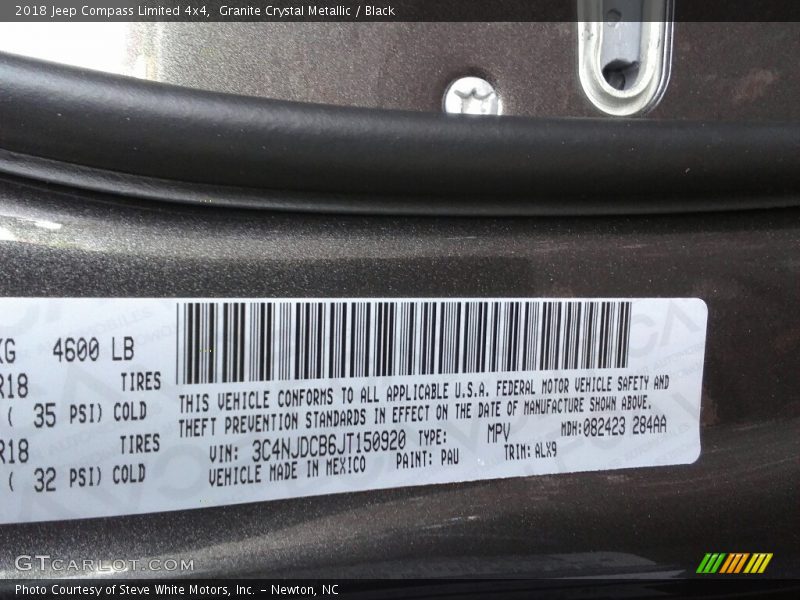 2018 Jeep Compass Limited 4x4, Granite Crystal Metallic / Black
KG 4600 LB
R18 TIRES
( 35 PSI) COLD
R18 TIRES
( 32 PSI) COLD
THIS VEHICLE CONFORMS TO ALL APPLICABLE U.S.A. FEDERAL MOTOR VEHICLE SAFETY AND
THEFT PREVENTION STANDARDS IN EFFECT ON THE DATE OF MANUFACTURE SHOWN ABOVE.
VIN: 3C4NJDCB6JT150920 TYPE: MPV MDH:082423 284AA
VEHICLE MADE IN MEXICO PAINT: PAU TRIM: ALX9
GTCARLOT.COM
Photo Courtesy of Steve White Motors, Inc. - Newton, NC